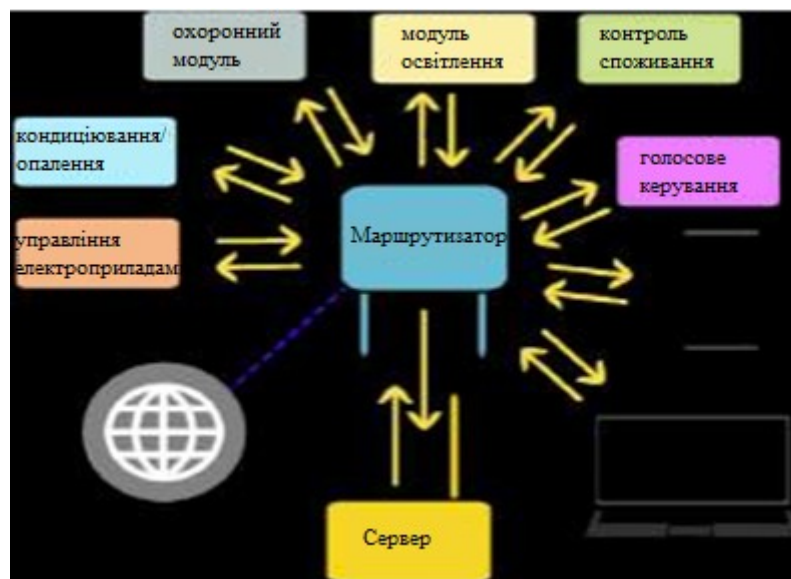 охоронний
модуль
модуль
освітлення
контроль
споживання
кондиціювання/
опалення
голосове
керування
управління
електроприладам
Маршрутизатор
Сервер